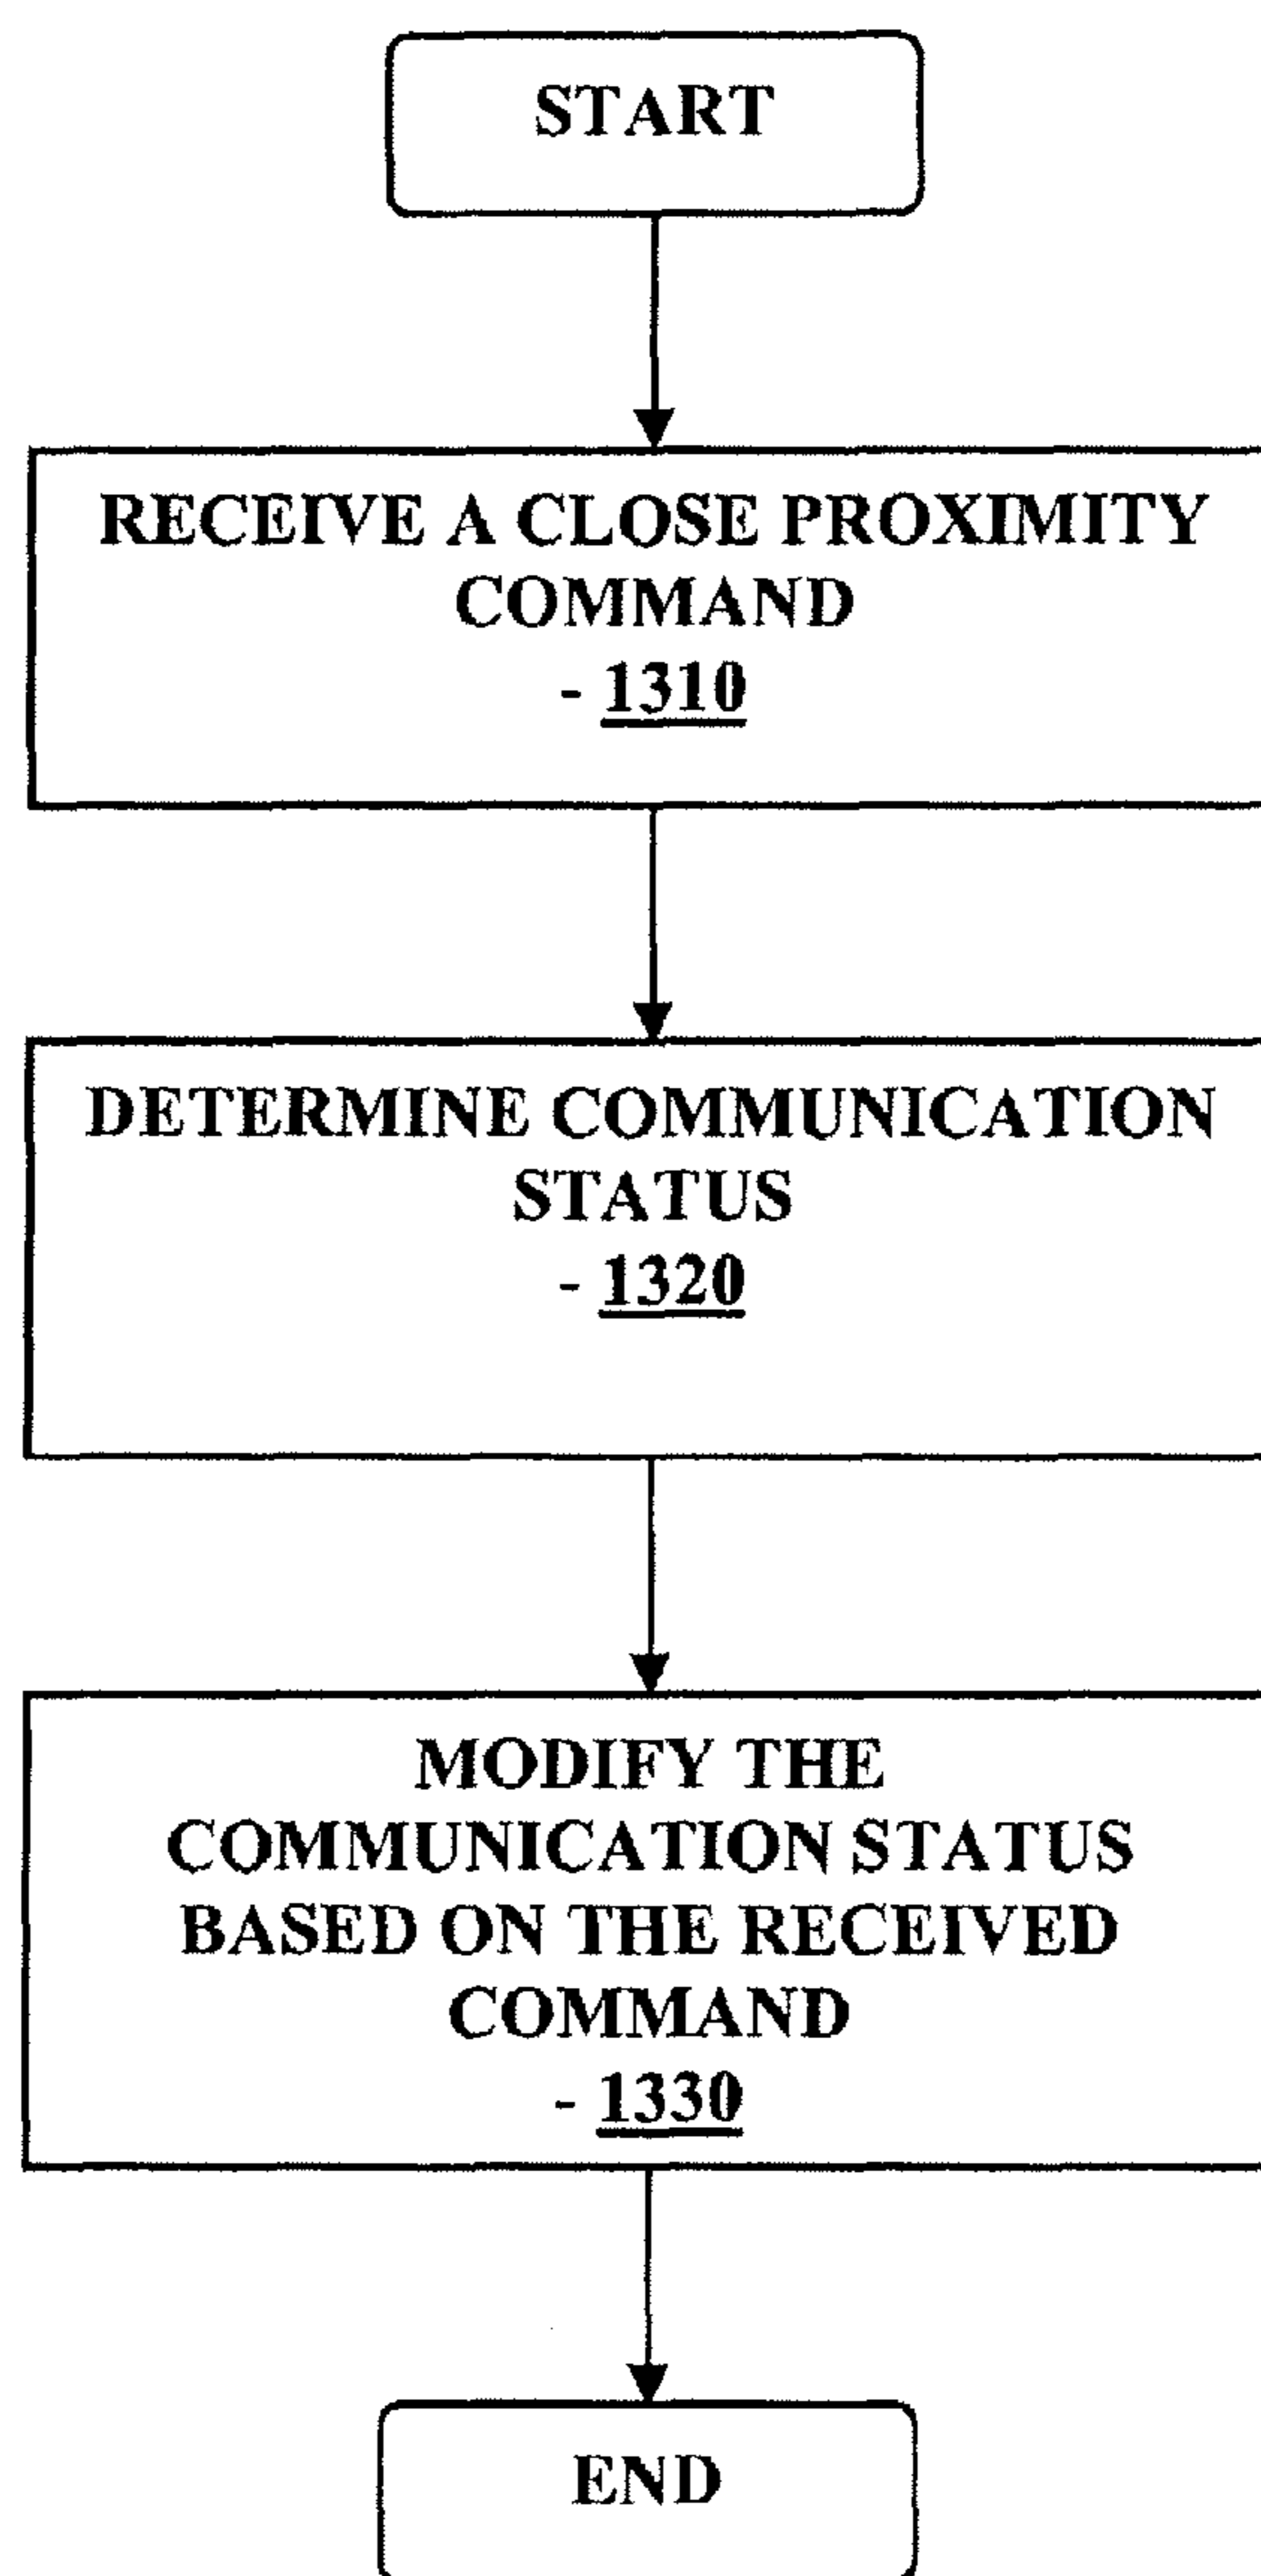 START
RECEIVE A CLOSE PROXIMITY
COMMAND
- 1310
DETERMINE COMMUNICATION
STATUS
- 1320
MODIFY THE
COMMUNICATION STATUS
BASED ON THE RECEIVED
COMMAND
- 1330
END